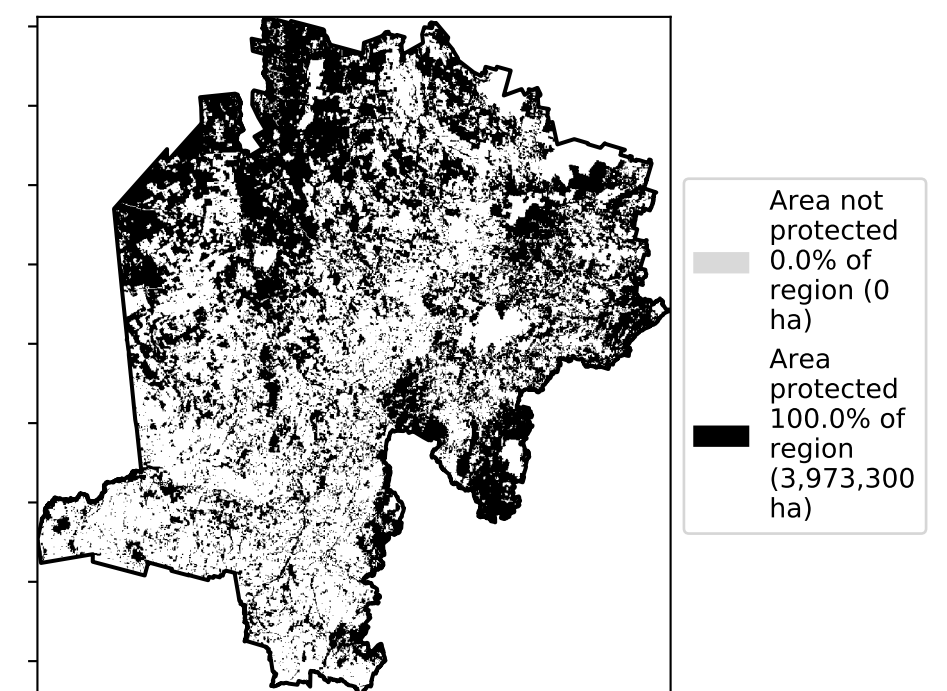 Area not
protected
0.0% of
region (0
ha)
Area
protected
100.0% of
region
(3,973,300
ha)